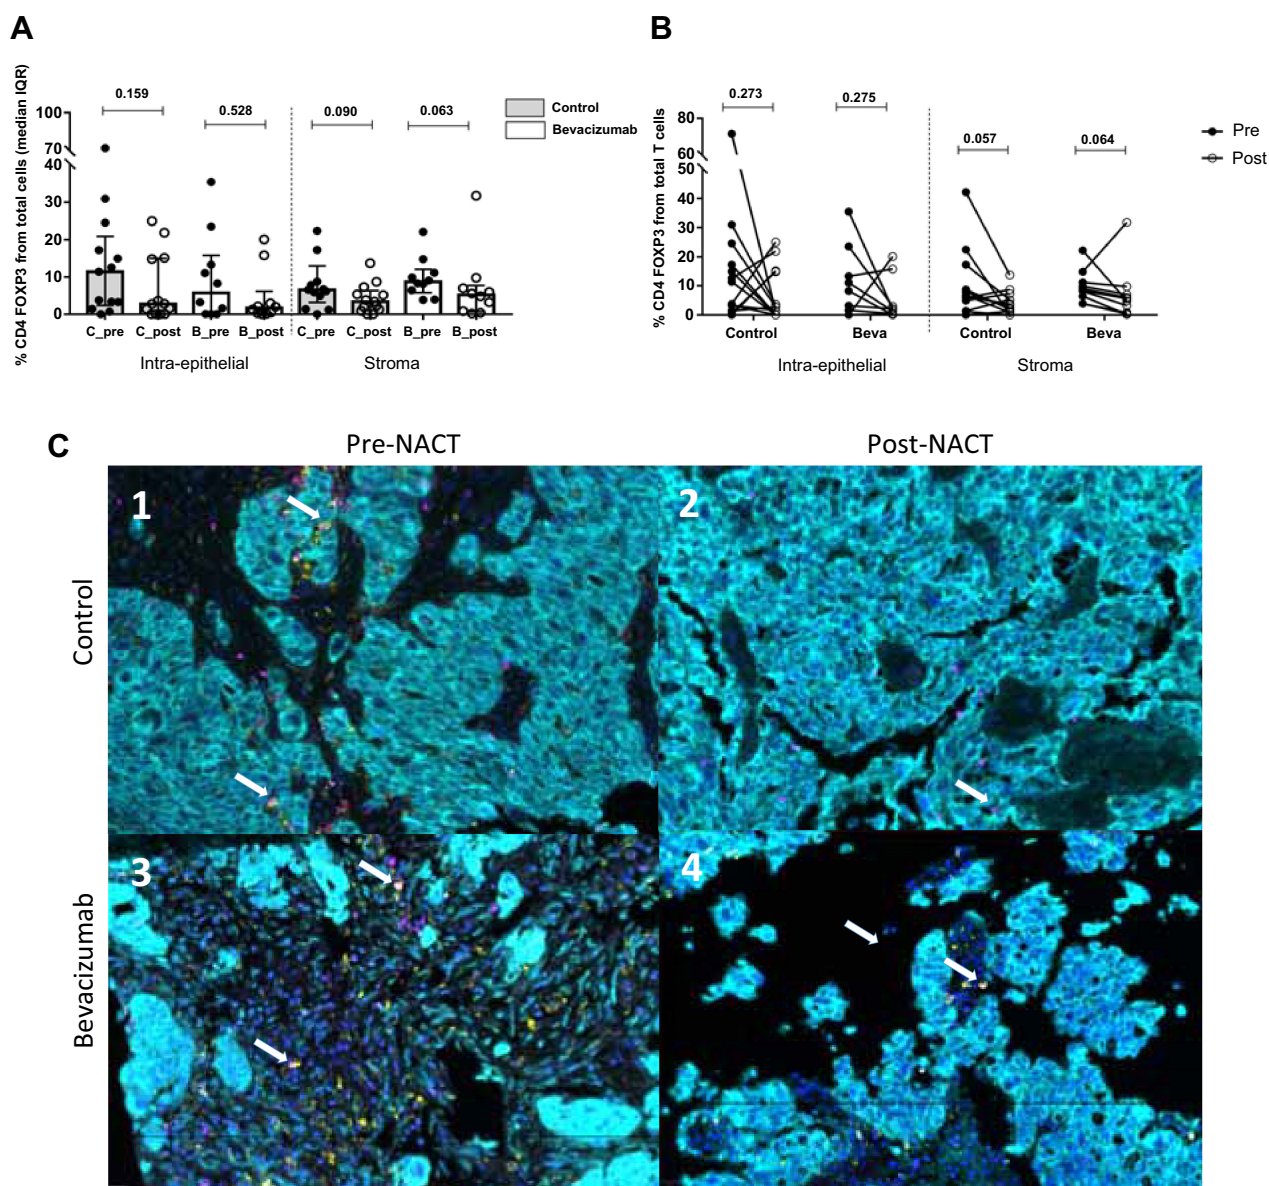 A
% CD4 FOXP3 from total cells (median IQR)
100
70
40
30
20
10
0
0.159
0.528
0.090
0.063
Control
Bevacizumab
C_pre
C_post
B_pre
B_post
C_pre
C_post
B_pre
B_post
Intra-epithelial
Stroma
B
% CD4 FOXP3 from total T cells
80
60
50
40
30
20
10
0
0.273
0.275
0.057
0.064
Pre
Post
Control
Beva
Control
Beva
Intra-epithelial
Stroma
C
Pre-NACT
Post-NACT
Control
1
2
Bevacizumab
3
4